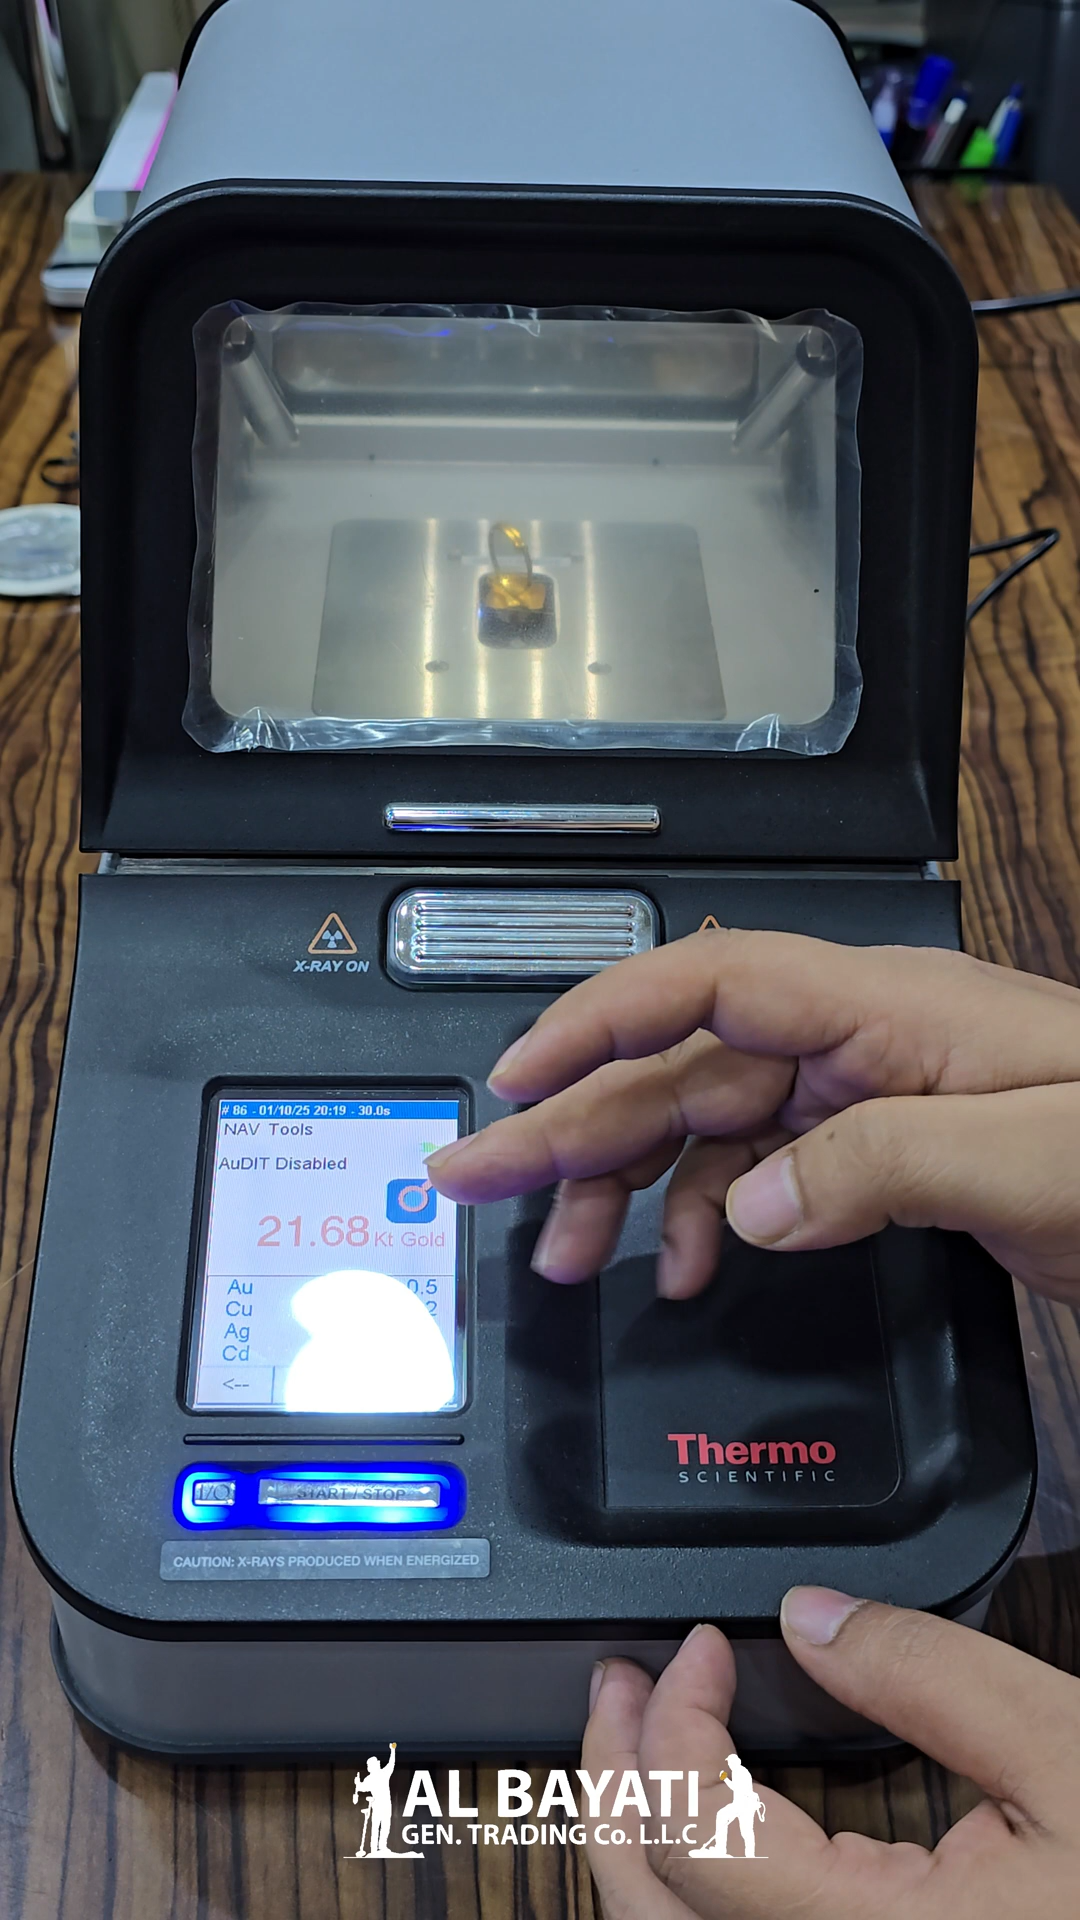 X-RAY ON
# 86 - 01/10/25 20:19 - 30.0s
NAV Tools
AuDIT Disabled
21.68 Kt Gold
Au
Cu
Ag
Cd
<--
Thermo
SCIENTIFIC
I/O START / STOP
CAUTION: X-RAYS PRODUCED WHEN ENERGIZED
AL BAYATI
GEN. TRADING Co. L.L.C